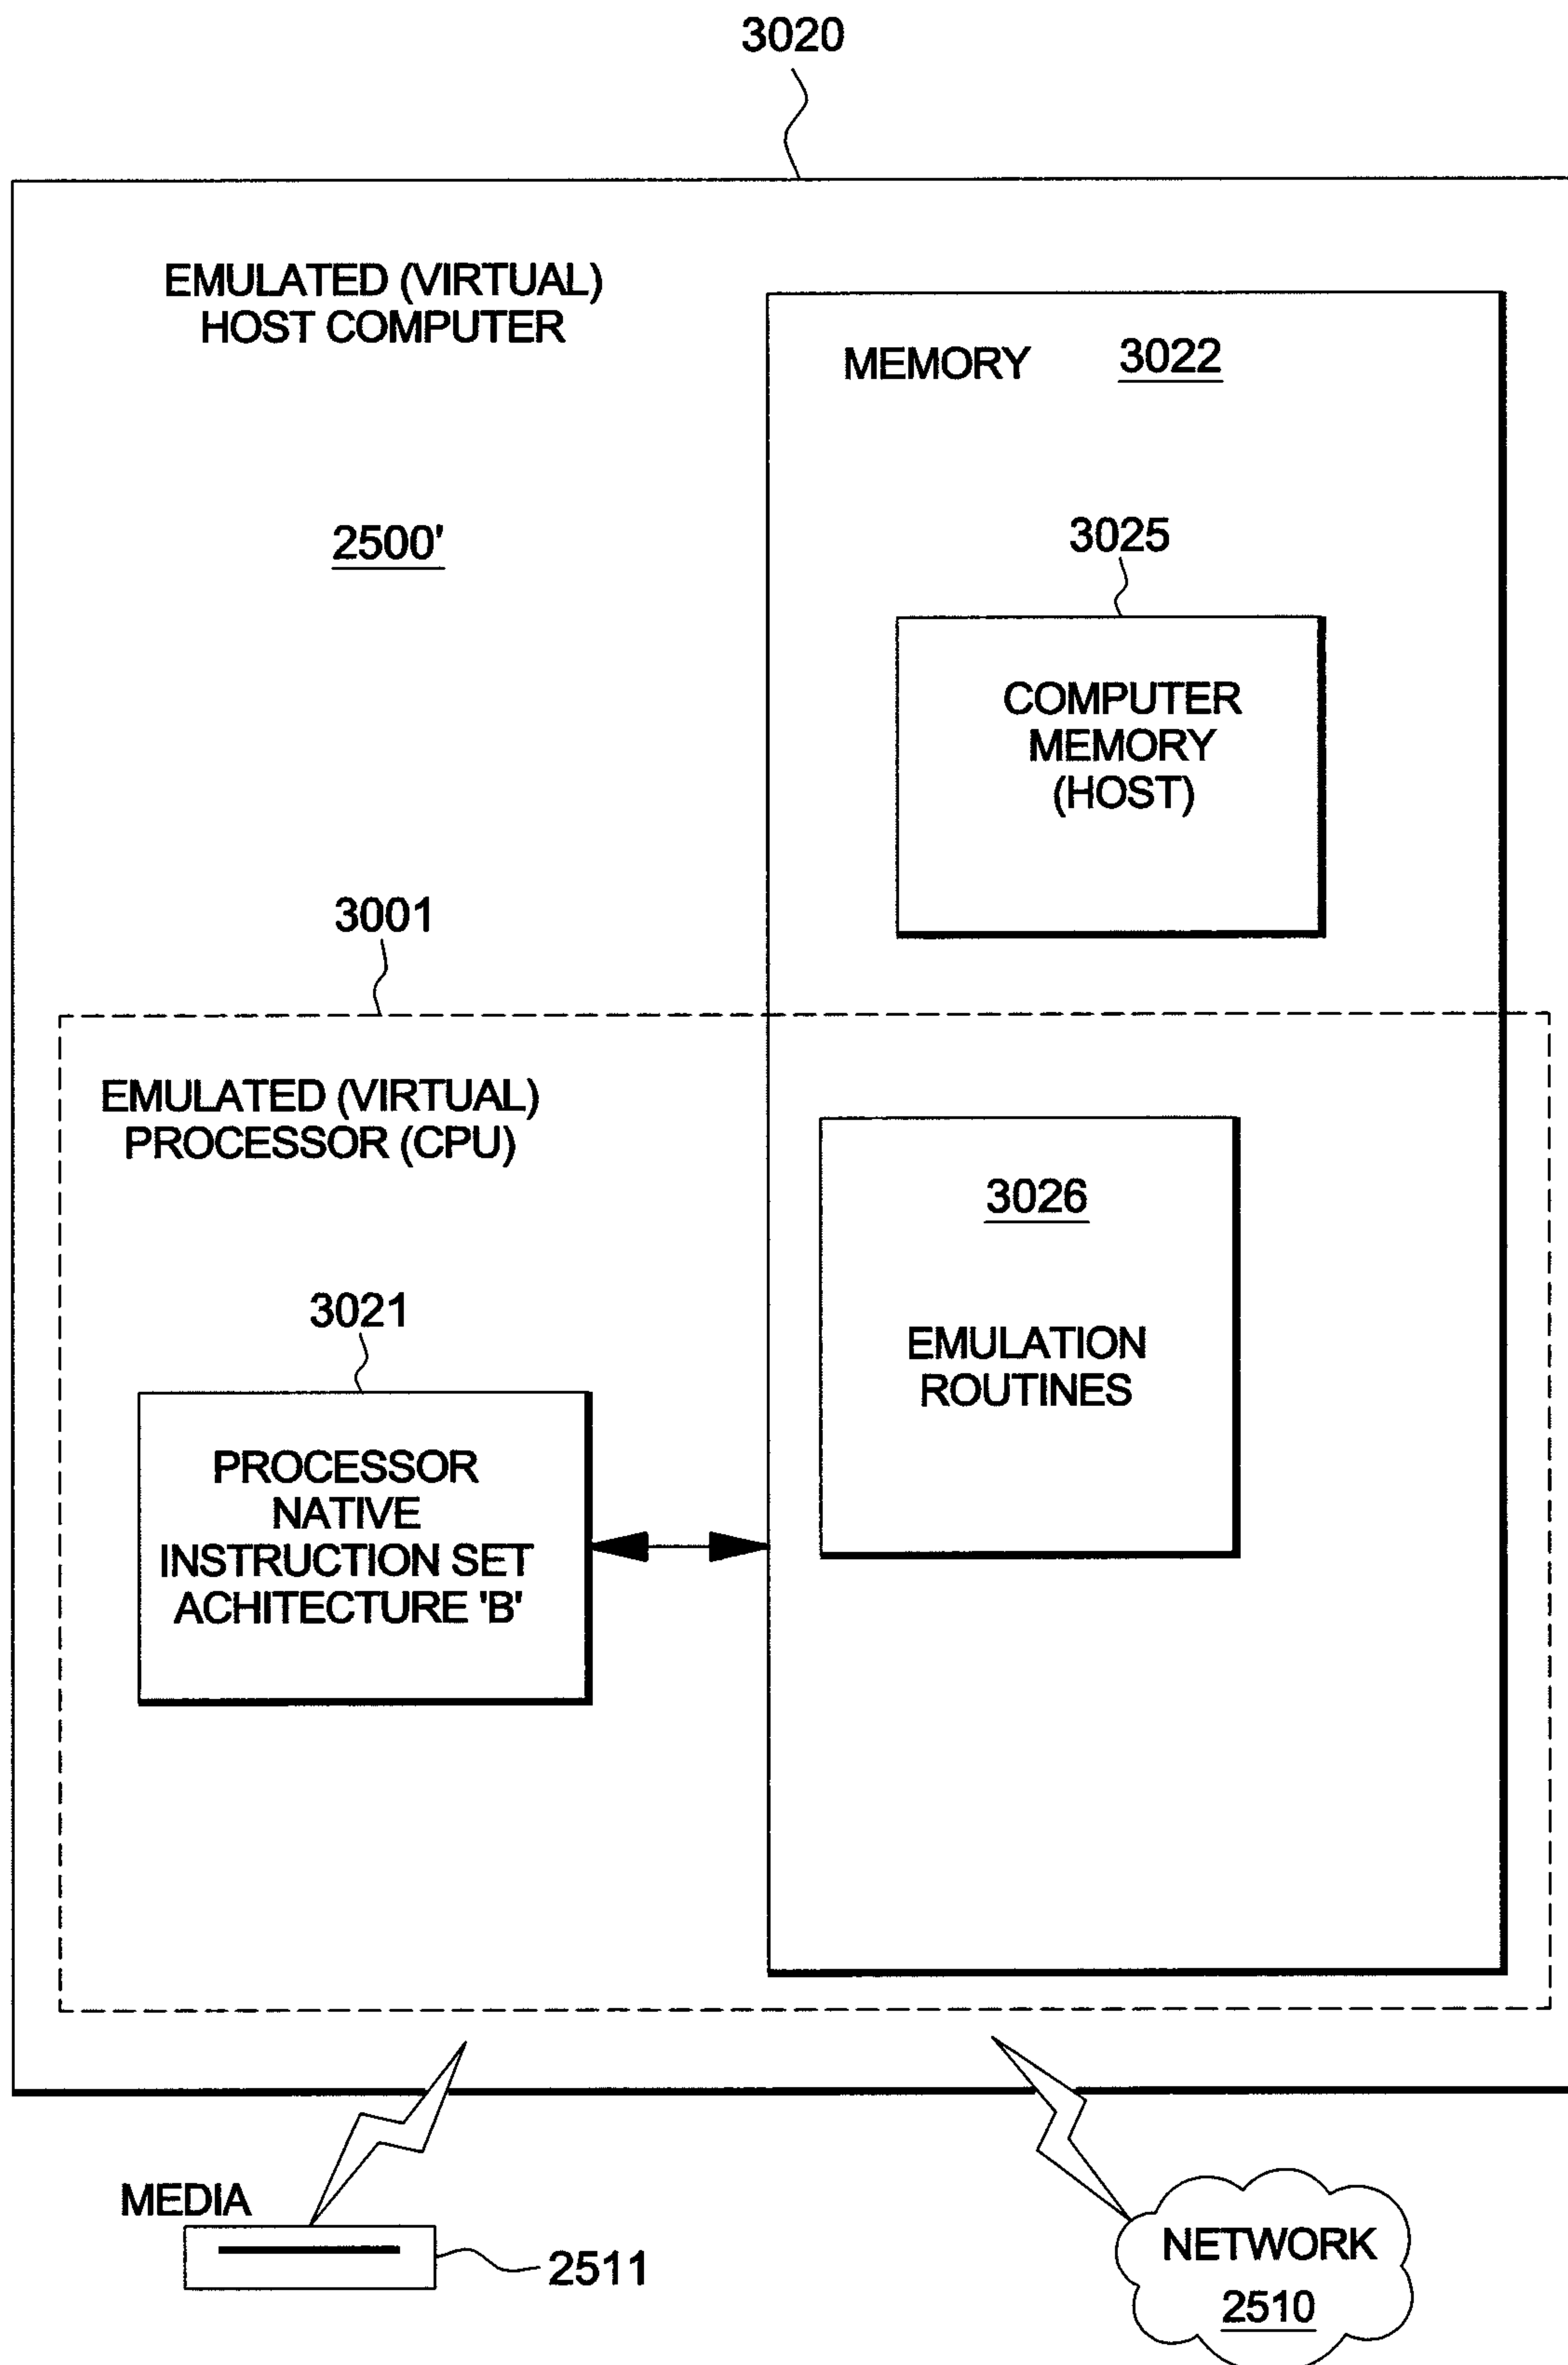 3020
EMULATED (VIRTUAL)
HOST COMPUTER
2500'
MEMORY 3022
3025
COMPUTER
MEMORY
(HOST)
3001
EMULATED (VIRTUAL)
PROCESSOR (CPU)
3026
EMULATION
ROUTINES
3021
PROCESSOR
NATIVE
INSTRUCTION SET
ACHITECTURE 'B'
MEDIA
2511
NETWORK
2510